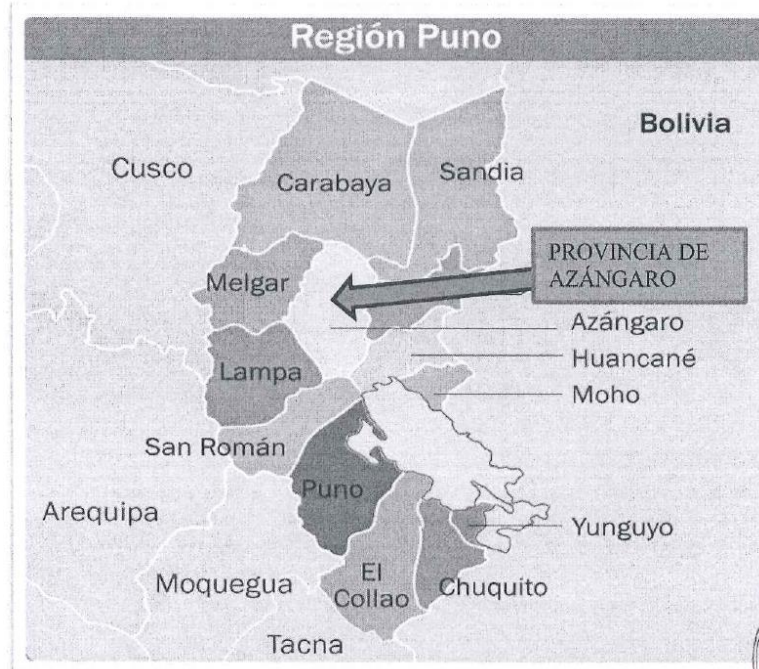 Región Puno
Bolivia
Cusco
Carabaya
Sandia
PROVINCIA DE
AZÁNGARO
Melgar
Azángaro
Huancané
Lampa
Moho
San Román
Puno
Arequipa
Yunguyo
Moquegua
El
Collao
Chuquito
Tacna